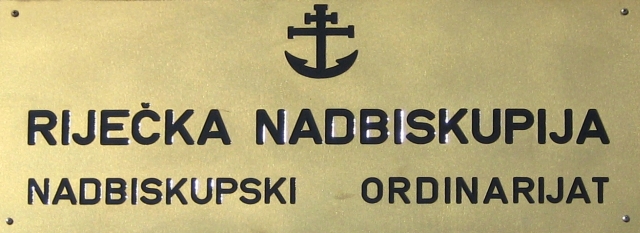 RIJEČKA NADBISKUPIJA
NADBISKUPSKI ORDINARIJAT